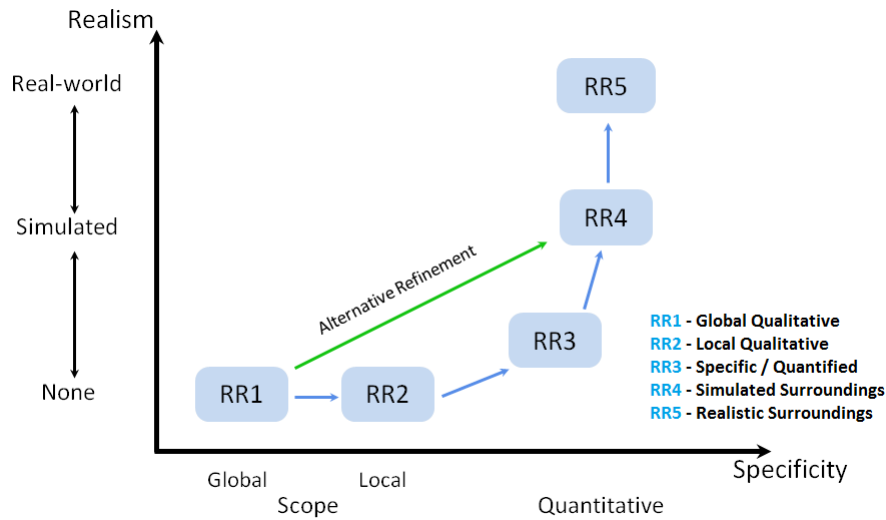 Realism
Real-world
Simulated
None
RR5
RR4
Alternative Refinement
RR3
RR1
RR2
RR1 - Global Qualitative
RR2 - Local Qualitative
RR3 - Specific / Quantified
RR4 - Simulated Surroundings
RR5 - Realistic Surroundings
Specificity
Global
Local
Scope
Quantitative